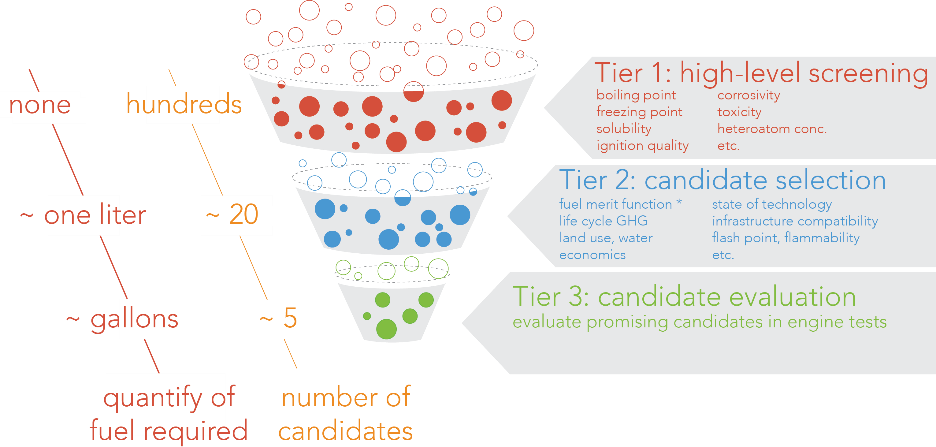 none
hundreds
~ one liter
~ 20
~ gallons
~ 5
quantify of
fuel required
number of
candidates
Tier 1: high-level screening
boiling point
freezing point
solubility
ignition quality
corrosivity
toxicity
heteroatom conc.
etc.
Tier 2: candidate selection
fuel merit function *
life cycle GHG
land use, water
economics
state of technology
infrastructure compatibility
flash point, flammability
etc.
Tier 3: candidate evaluation
evaluate promising candidates in engine tests